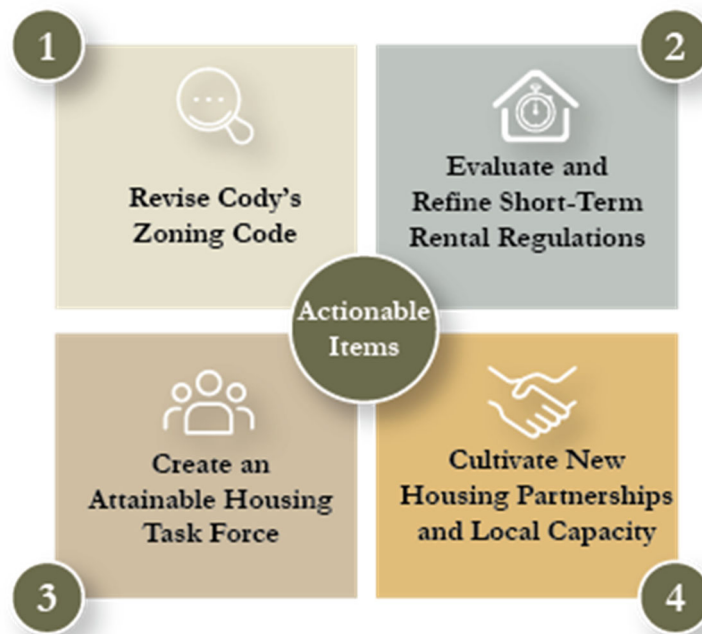 1
Revise Cody's
Zoning Code
2
Evaluate and
Refine Short-Term
Rental Regulations
Actionable
Items
3
Create an
Attainable Housing
Task Force
4
Cultivate New
Housing Partnerships
and Local Capacity